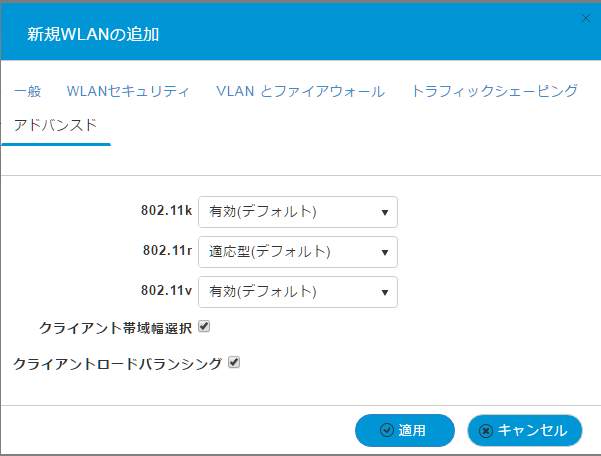 新規WLANの追加
一般 WLANセキュリティ VLAN とファイアウォール トラフィックシェーピング
アドバンスド
802.11k 有効(デフォルト)
802.11r 適応型(デフォルト)
802.11v 有効(デフォルト)
クライアント帯域幅選択
クライアントロードバランシング
適用 キャンセル